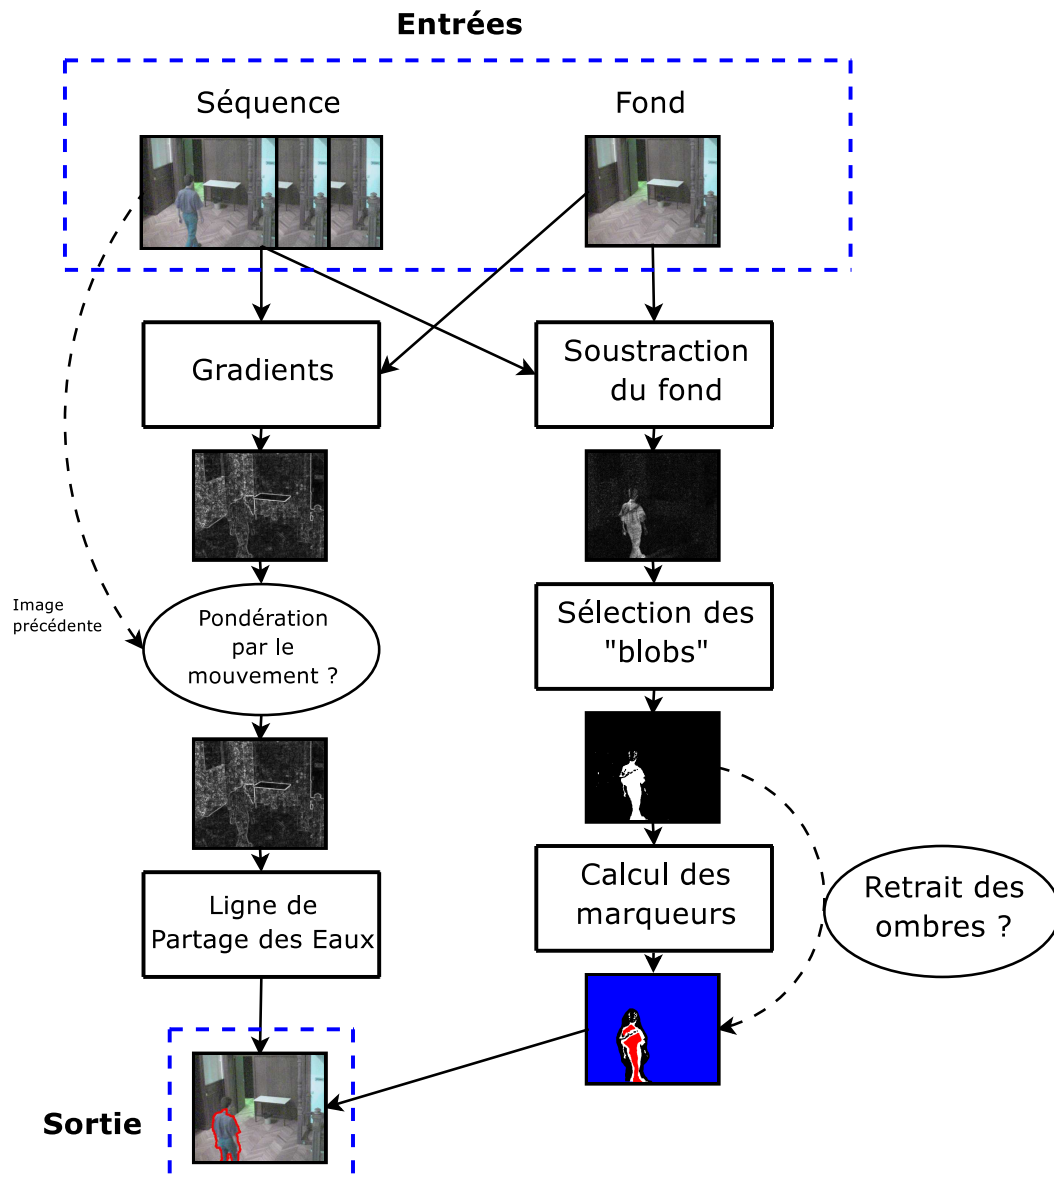 Entrées
Séquence
Fond
Gradients
Soustraction
du fond
Image
précédente
Pondération
par le
mouvement ?
Sélection des
"blobs"
Calcul des
marqueurs
Retrait des
ombres ?
Ligne de
Partage des Eaux
Sortie